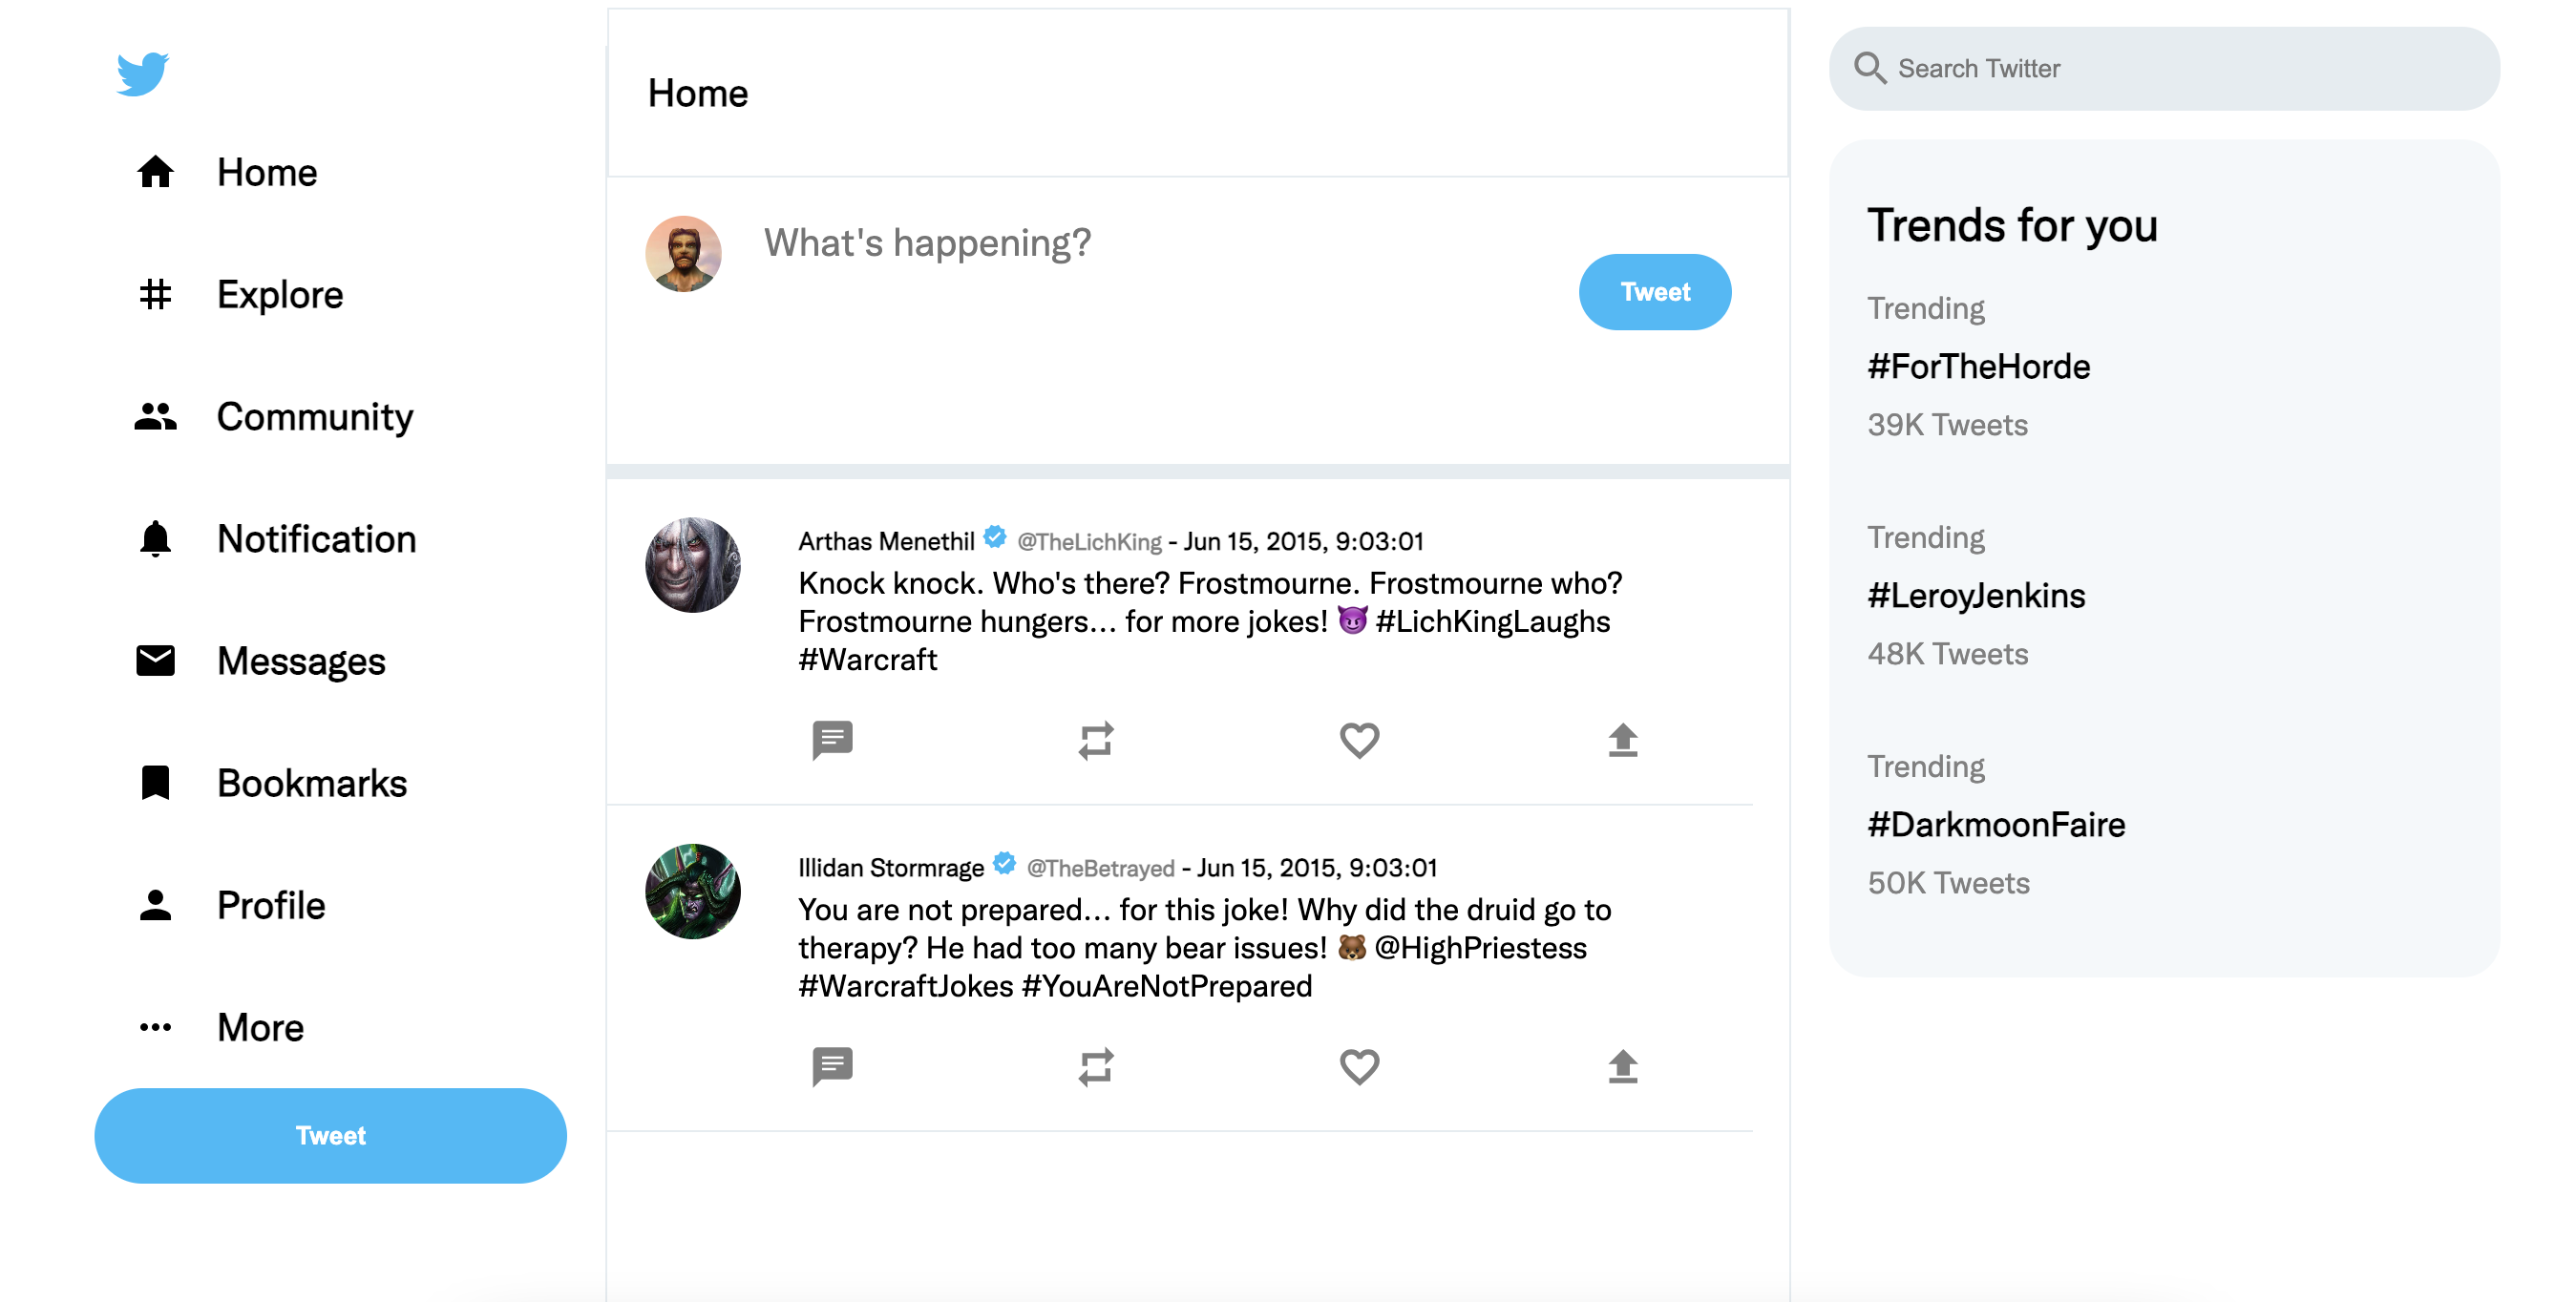 Home
Explore
Community
Notification
Messages
Bookmarks
Profile
More
Tweet
Home
What's happening?
Tweet
Arthas Menethil @TheLichKing - Jun 15, 2015, 9:03:01
Knock knock. Who's there? Frostmourne. Frostmourne who?
Frostmourne hungers... for more jokes! 😈 #LichKingLaughs
#Warcraft
Illidan Stormrage @TheBetrayed - Jun 15, 2015, 9:03:01
You are not prepared... for this joke! Why did the druid go to
therapy? He had too many bear issues! 🐻 @HighPriestess
#WarcraftJokes #YouAreNotPrepared
Search Twitter
Trends for you
Trending
#ForTheHorde
39K Tweets
Trending
#LeroyJenkins
48K Tweets
Trending
#DarkmoonFaire
50K Tweets